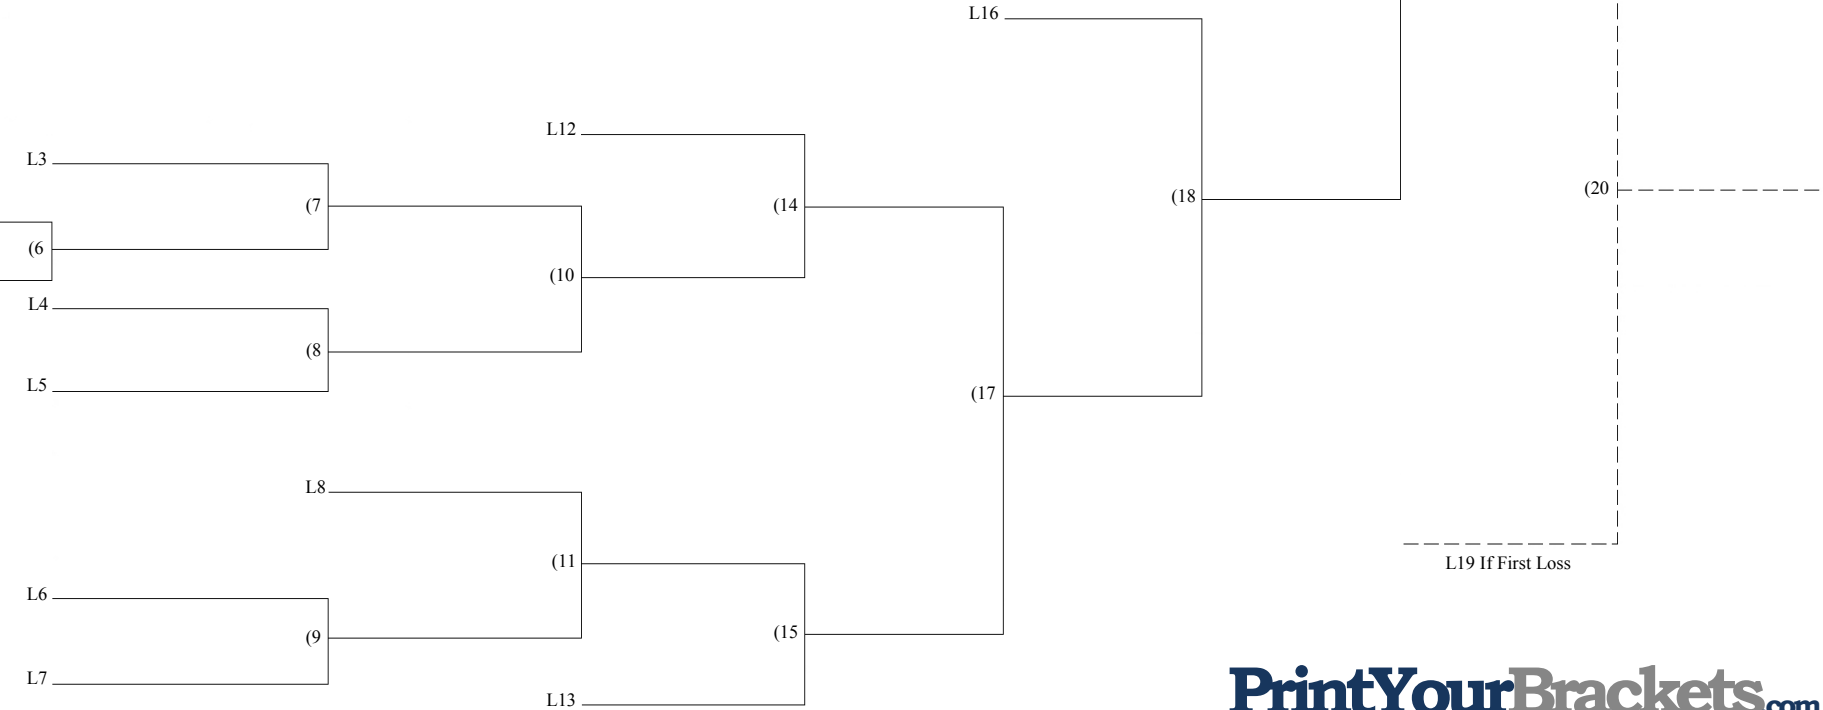 L16
L12
L3
(7
(14
(18
(20
(6
(10
L4
(8
L5
(17
L8
(11
L19 If First Loss
L6
(9
(15
L7
L13
PrintYourBrackets.com